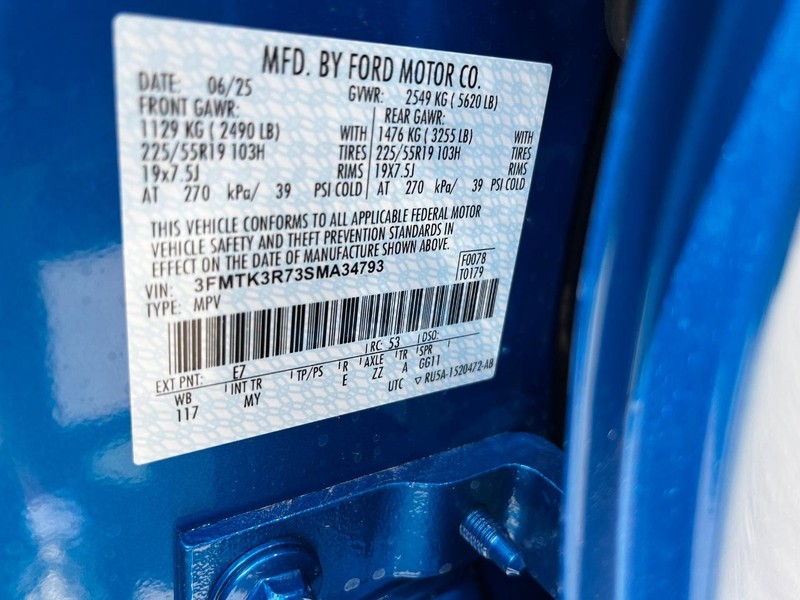 MFD. BY FORD MOTOR CO.
DATE: 06/25 GVWR: 2549 KG ( 5620 LB)
FRONT GAWR: REAR GAWR:
1129 KG ( 2490 LB) WITH 1476 KG ( 3255 LB) WITH
225/55R19 103H TIRES 225/55R19 103H TIRES
19x7.5J RIMS 19X7.5J RIMS
AT 270 kPa/ 39 PSI COLD AT 270 kPa/ 39 PSI COLD
THIS VEHICLE CONFORMS TO ALL APPLICABLE FEDERAL MOTOR
VEHICLE SAFETY AND THEFT PREVENTION STANDARDS IN
EFFECT ON THE DATE OF MANUFACTURE SHOWN ABOVE.
VIN: 3FMTK3R73SMA34793 F0078
TYPE: MPV T0179
EXT PNT: E7 RC: 53 DSO:
WB INT TR TP/PS R AXLE TR SPR
117 MY E ZZ A GG11
UTC ▽ RU5A-1520472-AB